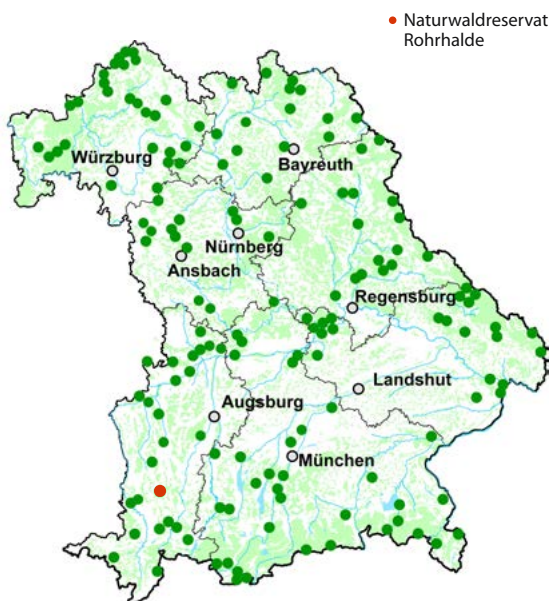 Naturwaldreservat
Rohrhalde
Würzburg
Bayreuth
Nürnberg
Ansbach
Regensburg
Landshut
Augsburg
München